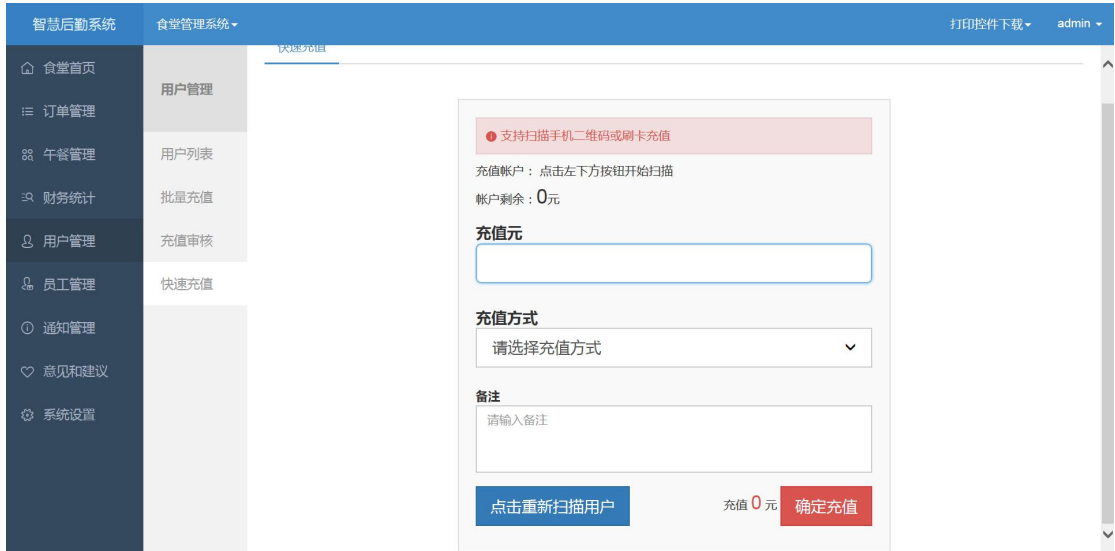 智慧后勤系统
食堂管理系统
打印控件下载
admin
食堂首页
订单管理
午餐管理
财务统计
用户管理
员工管理
通知管理
意见和建议
系统设置
用户管理
用户列表
批量充值
充值审核
快速充值
快速充值
支持扫描手机二维码或刷卡充值
充值帐户： 点击左下方按钮开始扫描
帐户剩余：0元
充值元
充值方式
请选择充值方式
备注
请输入备注
点击重新扫描用户
充值 0 元
确定充值